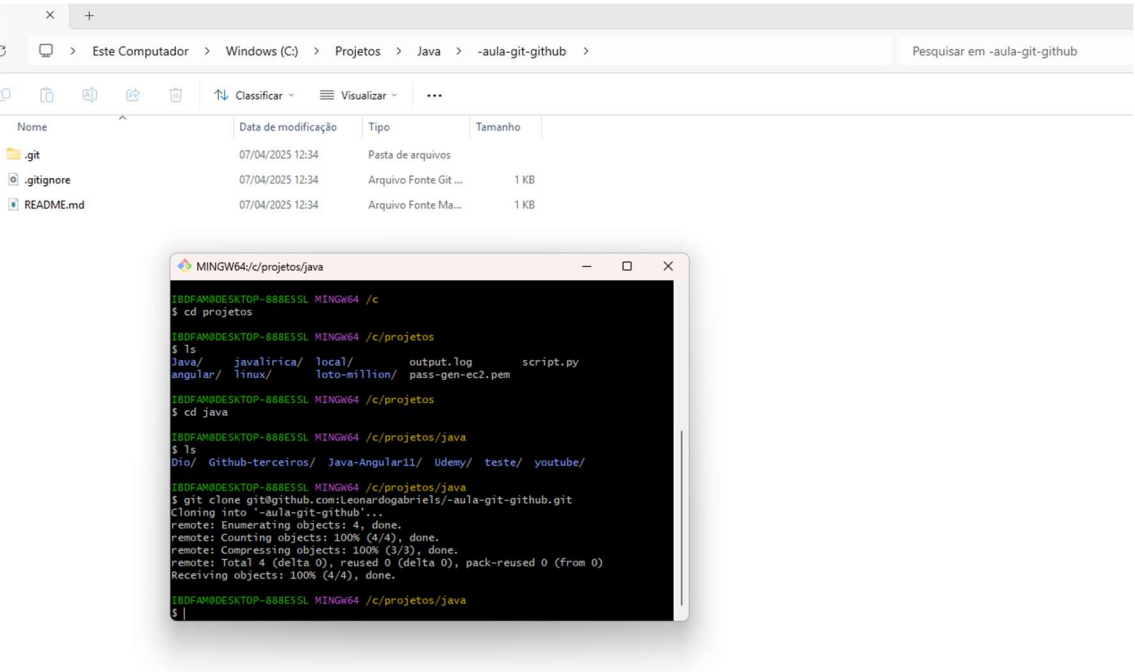 Este Computador > Windows (C:) > Projetos > Java > -aula-git-github >
Pesquisar em -aula-git-github
Classificar
Visualizar
Nome Data de modificação Tipo Tamanho
.git 07/04/2025 12:34 Pasta de arquivos
.gitignore 07/04/2025 12:34 Arquivo Fonte Git ... 1 KB
README.md 07/04/2025 12:34 Arquivo Fonte Ma... 1 KB
MINGW64:/c/projetos/java
IBDFAM@DESKTOP-888E5SL MINGW64 /c
$ cd projetos
IBDFAM@DESKTOP-888E5SL MINGW64 /c/projetos
$ ls
Java/ javalirica/ local/ output.log script.py
angular/ linux/ loto-million/ pass-gen-ec2.pem
IBDFAM@DESKTOP-888E5SL MINGW64 /c/projetos
$ cd java
IBDFAM@DESKTOP-888E5SL MINGW64 /c/projetos/java
$ ls
Dio/ Github-terceiros/ Java-Angular11/ Udemy/ teste/ youtube/
IBDFAM@DESKTOP-888E5SL MINGW64 /c/projetos/java
$ git clone git@github.com:Leonardogabriels/-aula-git-github.git
Cloning into '-aula-git-github'...
remote: Enumerating objects: 4, done.
remote: Counting objects: 100% (4/4), done.
remote: Compressing objects: 100% (3/3), done.
remote: Total 4 (delta 0), reused 0 (delta 0), pack-reused 0 (from 0)
Receiving objects: 100% (4/4), done.
IBDFAM@DESKTOP-888E5SL MINGW64 /c/projetos/java
$